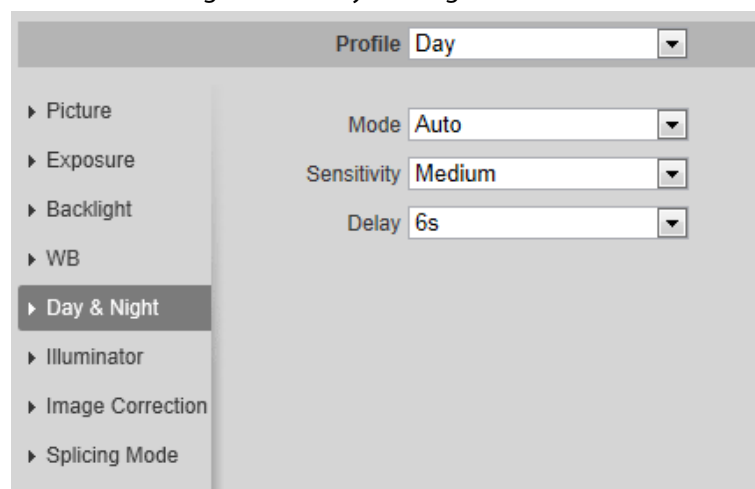 Profile Day
Picture
Mode Auto
Exposure
Sensitivity Medium
Backlight
Delay 6s
WB
Day & Night
Illuminator
Image Correction
Splicing Mode